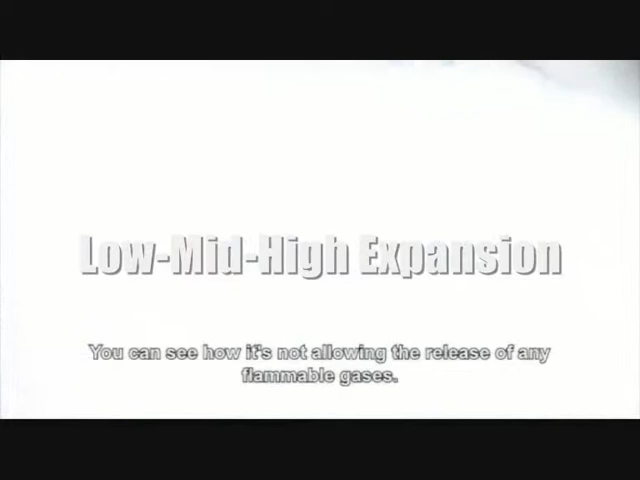 Low-Mid-High Expansion
You can see how it's not allowing the release of any
flammable gases.